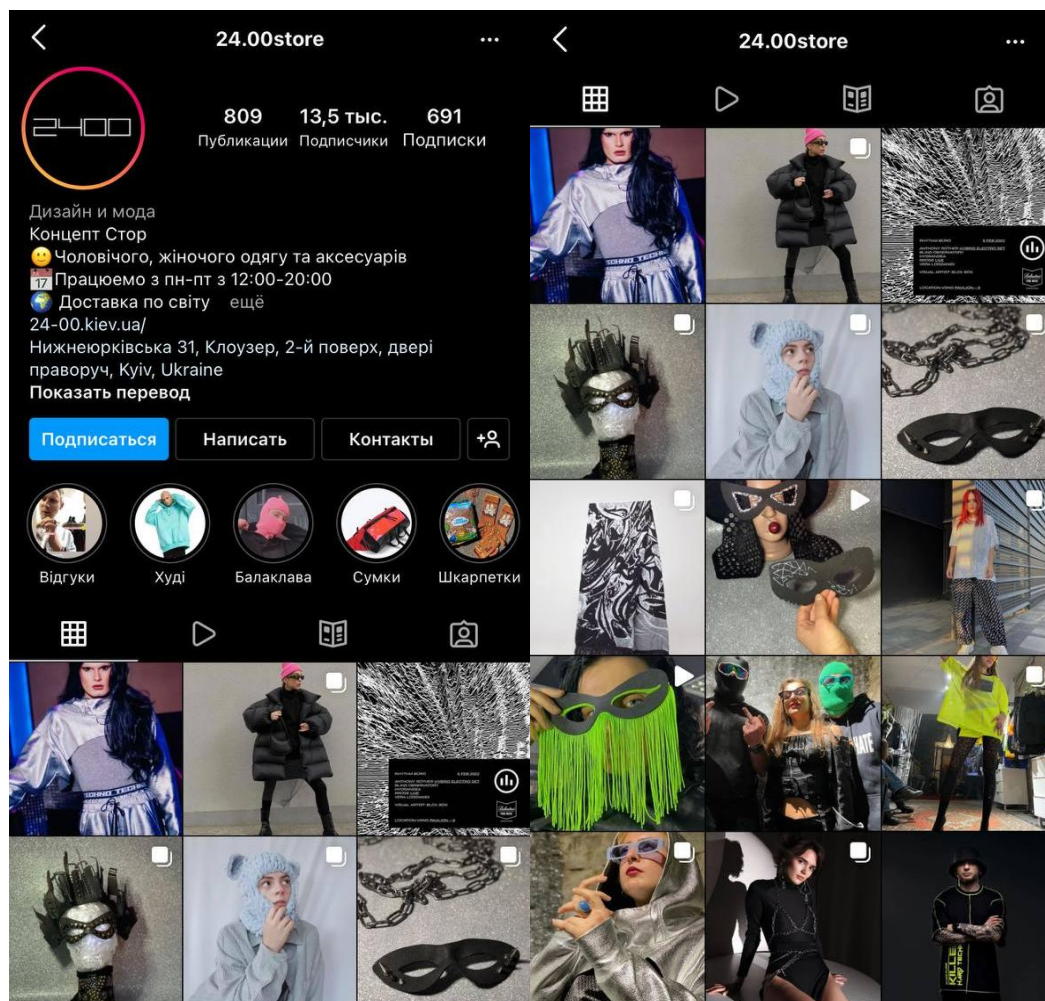 24.00store
2400
809
13,5 тыс.
691
Публикации
Подписчики
Подписки
Дизайн и мода
Концепт Стор
Чоловічого, жіночого одягу та аксесуарів
17
Працюемо з пн-пт з 12:00-20:00
Доставка по світу ещё
24-00.kiev.ua/
Нижнеюрківська 31, Клоузер, 2-й поверх, двері
праворуч, Kyiv, Ukraine
Показать перевод
Подписаться
Написать
Контакты
Відгуки
Худі
Балаклава
Сумки
Шкарпетки
24.00store